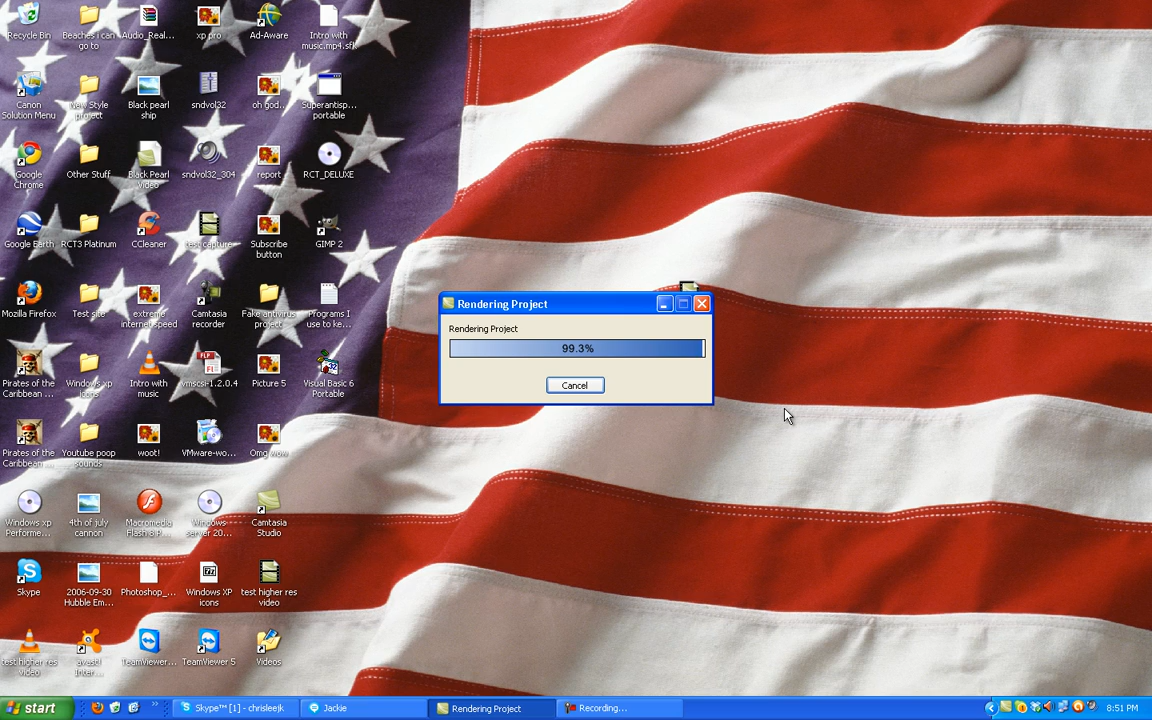 Recycle Bin
Beaches i can
go to
Audio_Real...
xp pro
Ad-Aware
Intro with
music.mp4.sfk
Canon
Solution Menu
New Style
project
Black pearl
ship
sndvol32
oh god..
Superantisp...
portable
Google
Chrome
Other Stuff
Black Pearl
Video
sndvol32_304
report
RCT_DELUXE
Google Earth
RCT3 Platinum
CCleaner
test capture
Subscribe
button
GIMP 2
Mozilla Firefox
Test site
extreme
internet speed
Camtasia
recorder
Fake antivirus
project
Programs I
use to ke...
Pirates of the
Caribbean ...
Windows xp
icons
Intro with
music
FLP
vmscsi-1.2.0.4
Picture 5
Visual Basic 6
Portable
Pirates of the
Caribbean...
Youtube poop
sounds
woot!
VMware-wo...
Omg wow
Windows xp
Performe...
4th of july
cannon
Macromedia
Flash 8 P...
Windows
server 20...
Camtasia
Studio
Skype
2006-09-30
Hubble Em...
Photoshop_...
Windows XP
icons
test higher res
video
test higher res
video
avast!
Inter...
TeamViewer...
TeamViewer 5
Videos
Rendering Project
Rendering Project
99.3%
Cancel
start
Skype™ [1] - chrisleejk
Jackie
Rendering Project
Recording...
8:51 PM